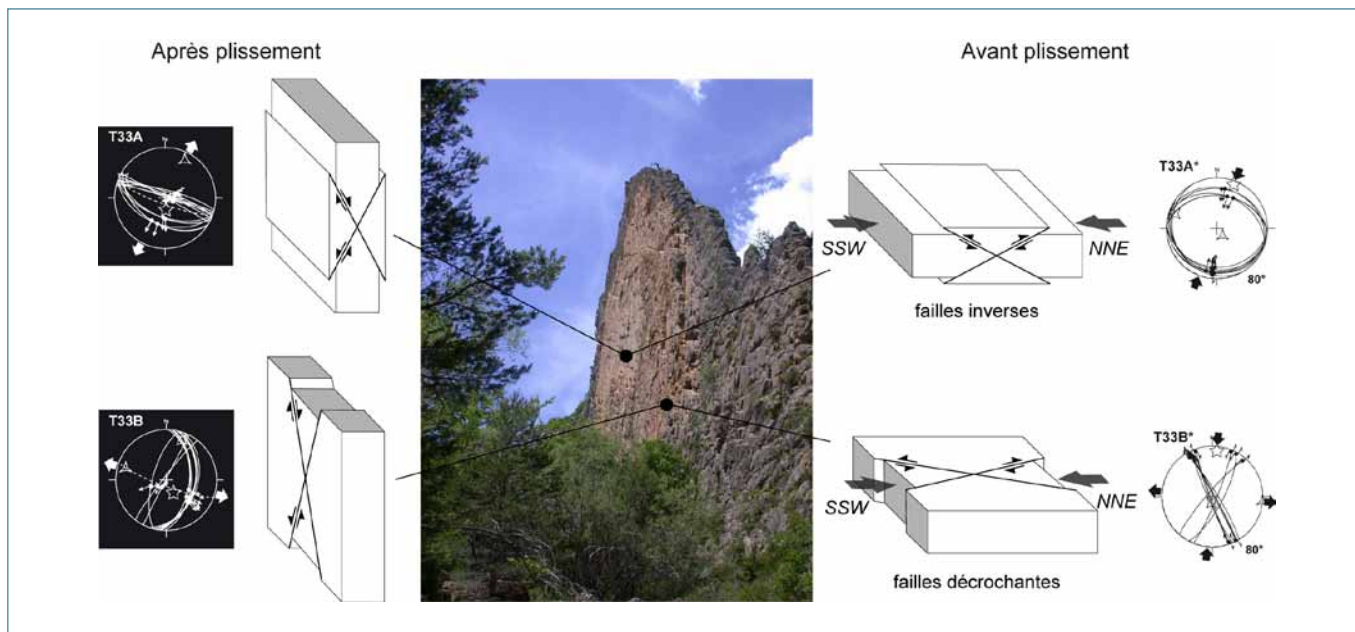 Après plissement
Avant plissement
T33A
T33A*
SSW
NNE
80°
failles inverses
T33B
T33B*
SSW
NNE
80°
failles décrochantes